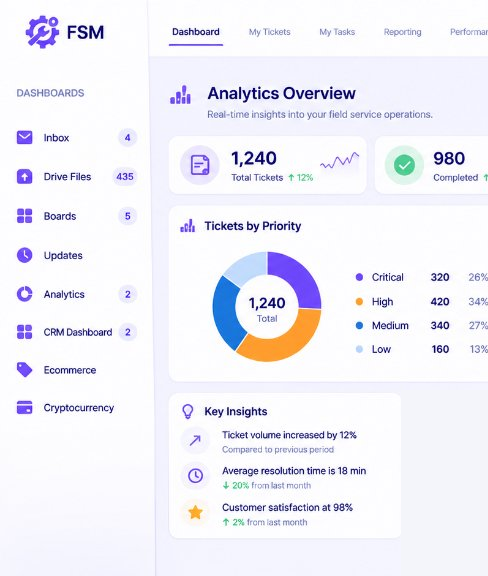 FSM
Dashboard
My Tickets
My Tasks
Reporting
DASHBOARDS
Inbox 4
Drive Files 435
Boards 5
Updates
Analytics 2
CRM Dashboard 2
Ecommerce
Cryptocurrency
Analytics Overview
Real-time insights into your field service operations.
1,240
Total Tickets ↑ 12%
980
Completed ↑
Tickets by Priority
1,240
Total
Critical 320 26%
High 420 34%
Medium 340 27%
Low 160 13%
Key Insights
Ticket volume increased by 12%
Compared to previous period
Average resolution time is 18 min
↓ 20% from last month
Customer satisfaction at 98%
↑ 2% from last month